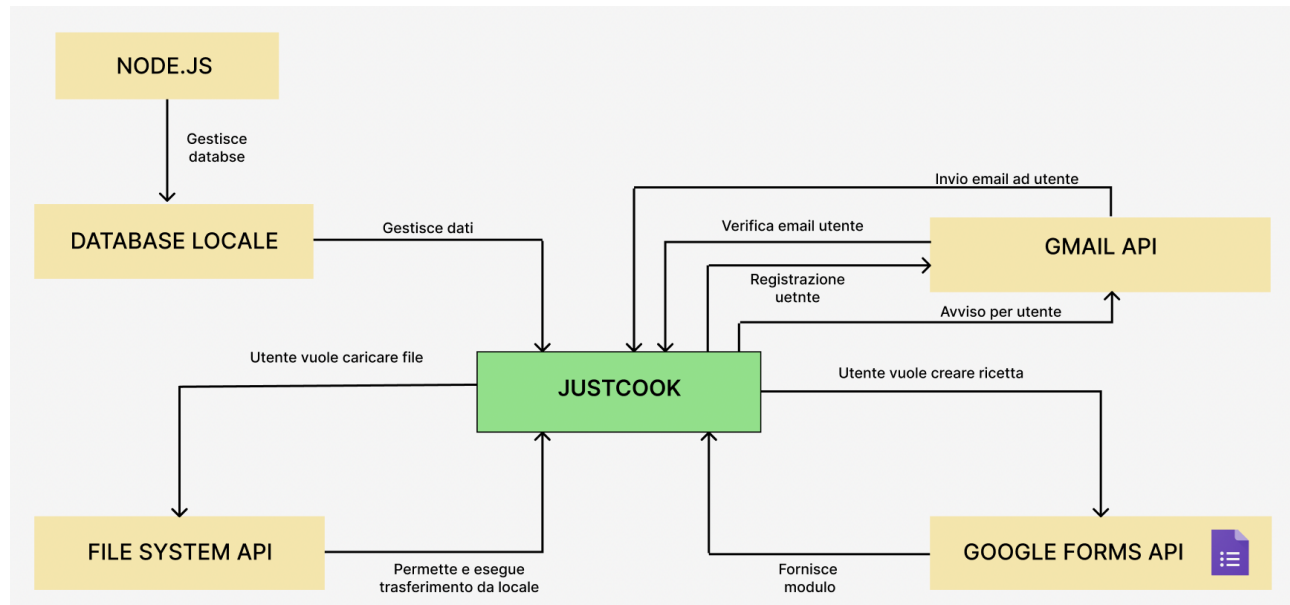 NODE.JS
Gestisce
databse
Invio email ad utente
DATABASE LOCALE
Gestisce dati
Verifica email utente
GMAIL API
Registrazione
uetnte
Avviso per utente
Utente vuole caricare file
JUSTCOOK
Utente vuole creare ricetta
FILE SYSTEM API
GOOGLE FORMS API
Permette e esegue
trasferimento da locale
Fornisce
modulo